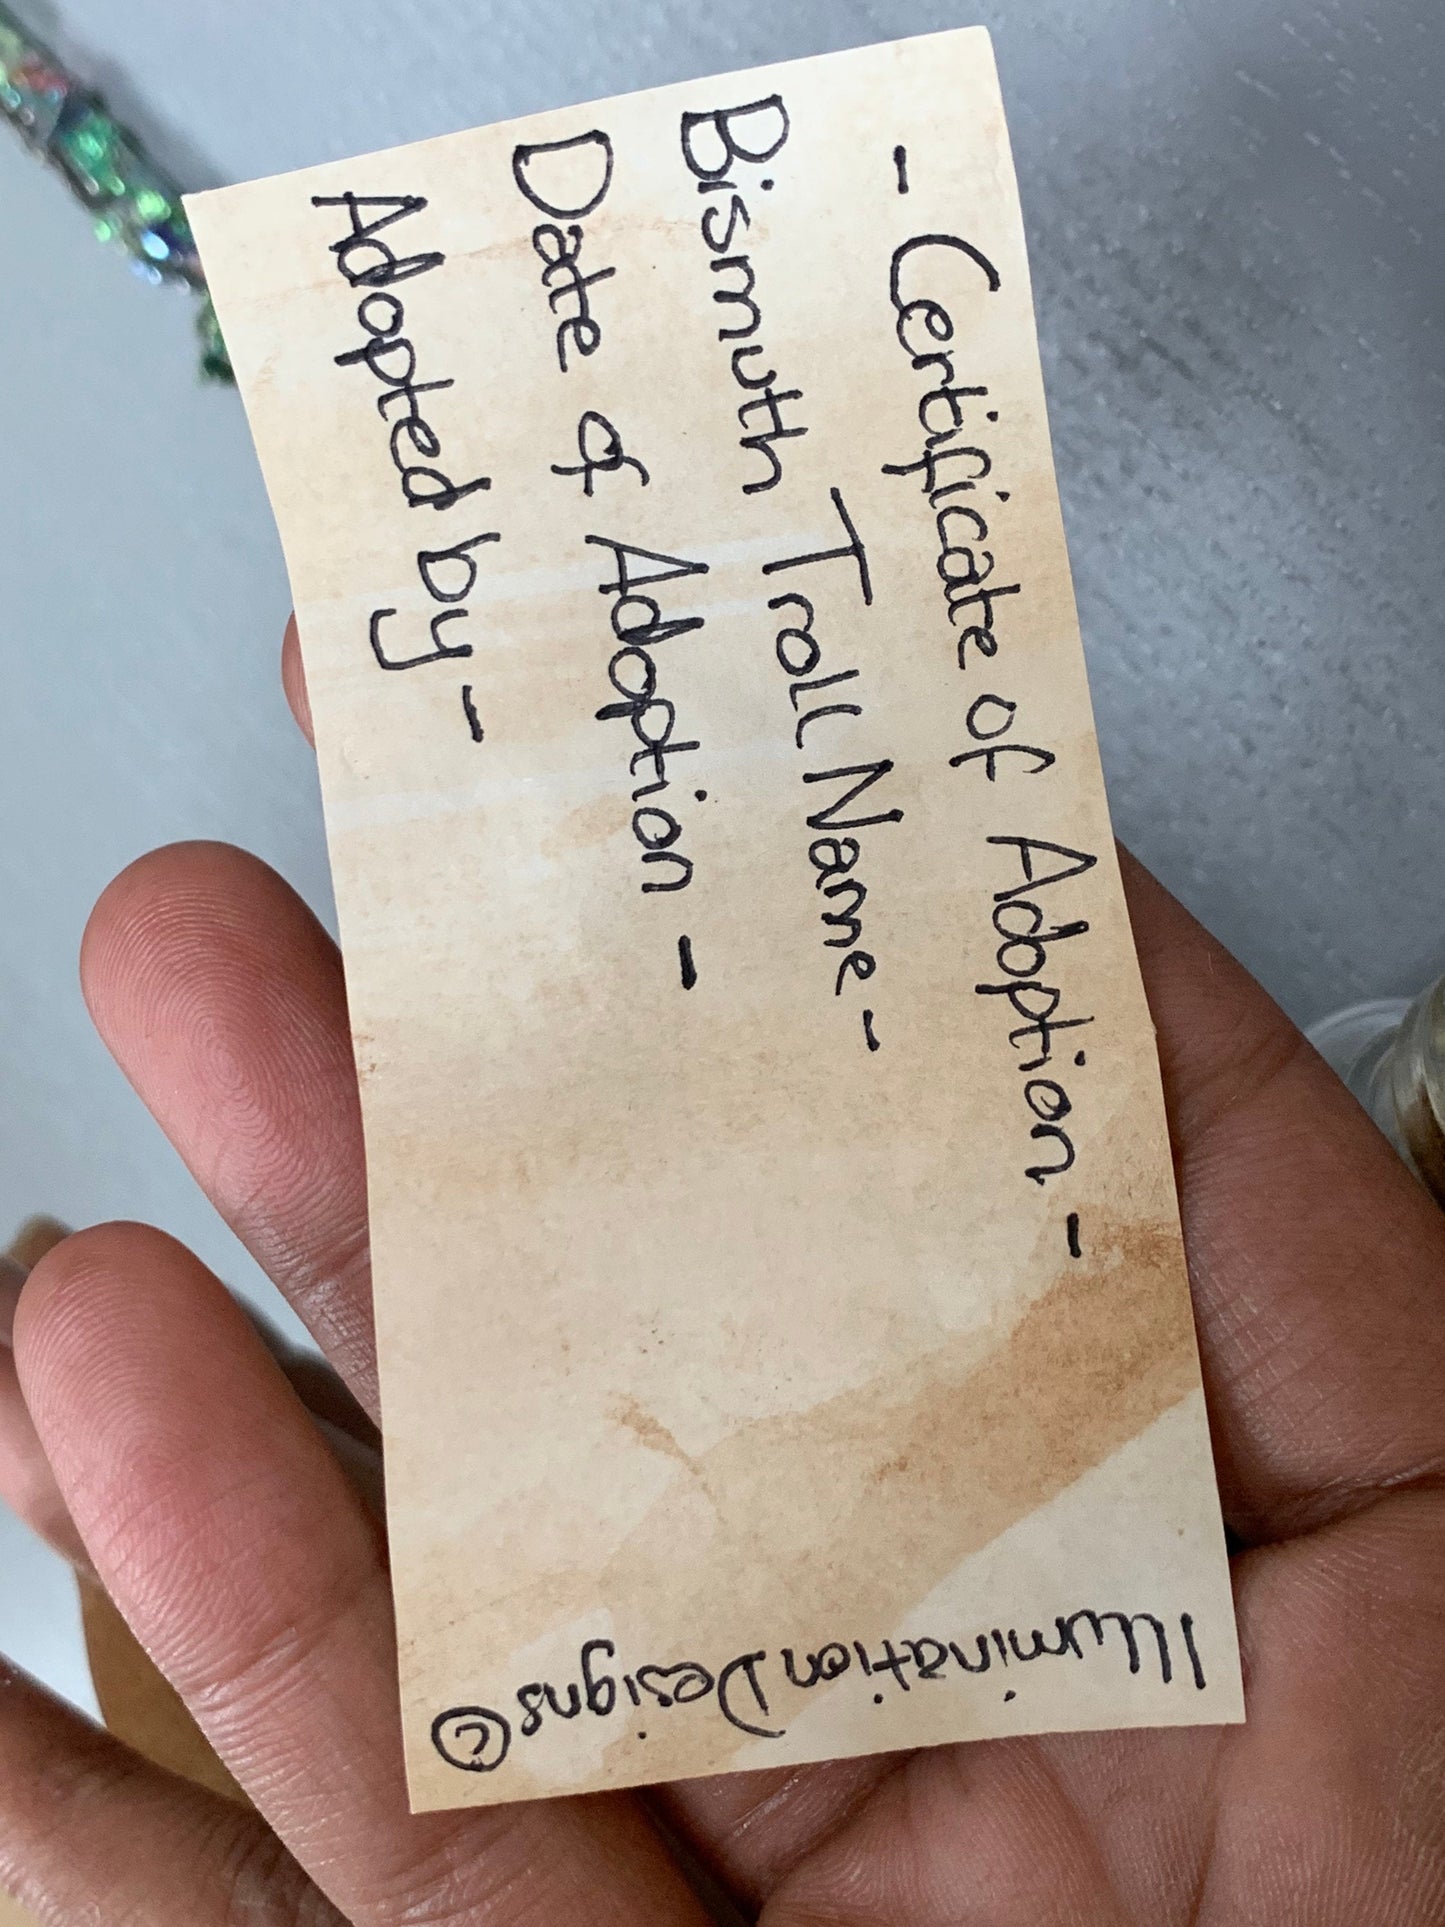 - Certificate of Adoption -
Bismuth Troll Name -
Date of Adoption -
Adopted by -
Illumination Designs ©